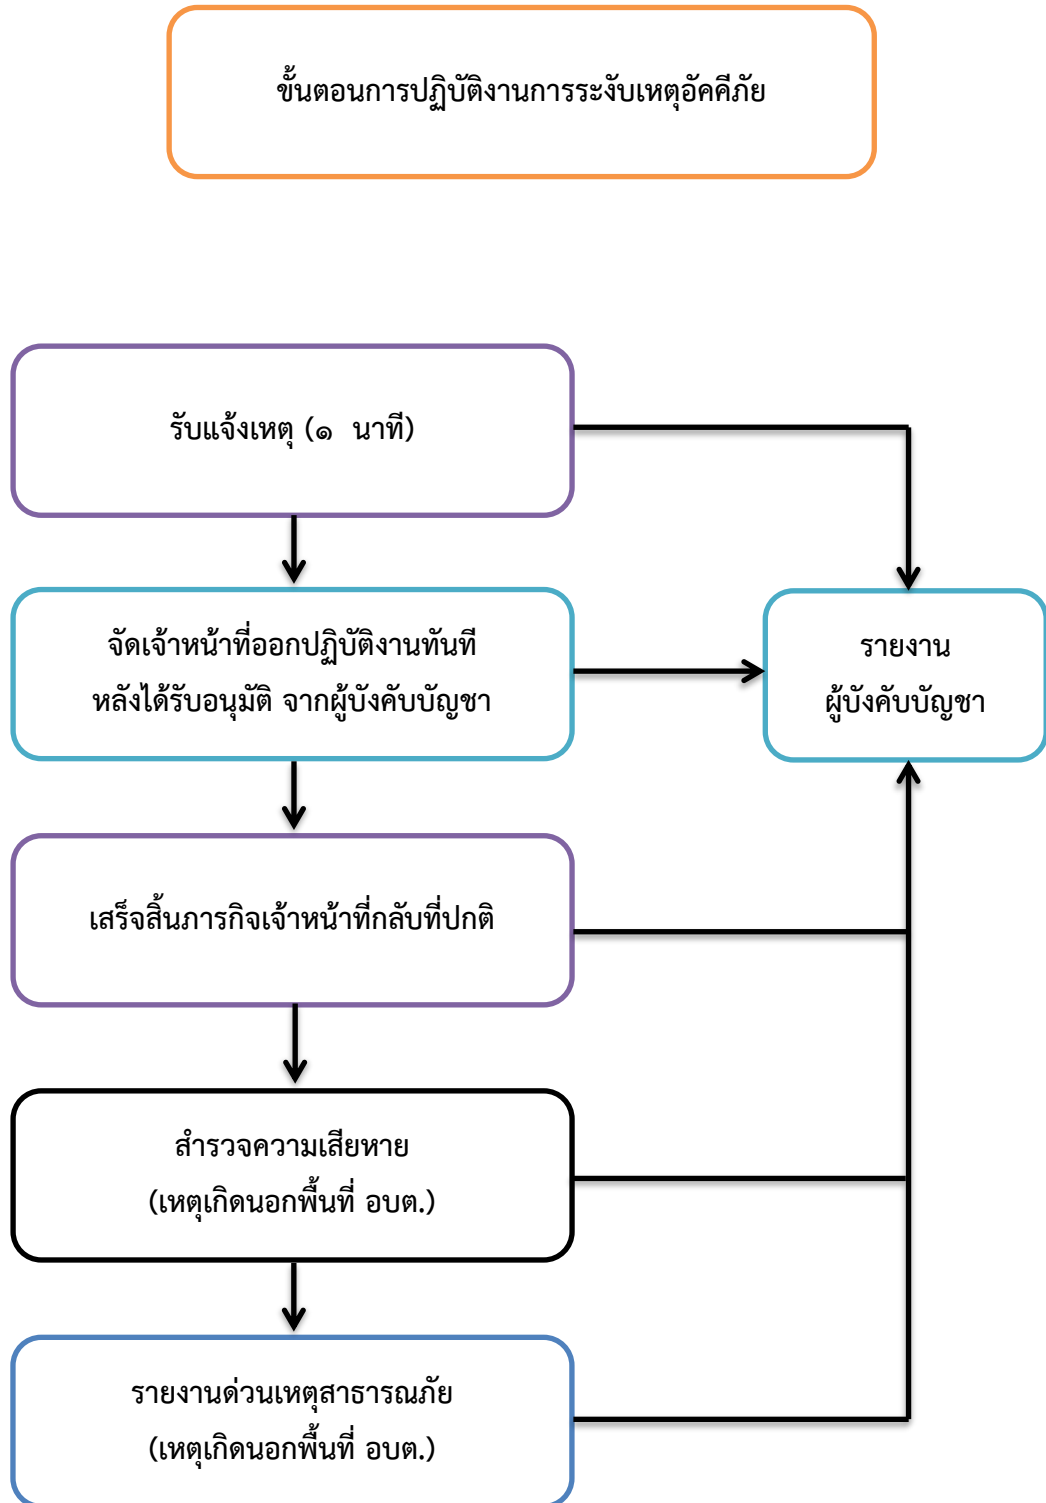 ขั้นตอนการปฏิบัติงานการระงับเหตุอัคคีภัย
รับแจ้งเหตุ (๑ นาที)
จัดเจ้าหน้าที่ออกปฏิบัติงานทันที
หลังได้รับอนุมัติ จากผู้บังคับบัญชา
รายงาน
ผู้บังคับบัญชา
เสร็จสิ้นภารกิจเจ้าหน้าที่กลับที่ปกติ
สำรวจความเสียหาย
(เหตุเกิดนอกพื้นที่ อบต.)
รายงานด่วนเหตุสาธารณภัย
(เหตุเกิดนอกพื้นที่ อบต.)